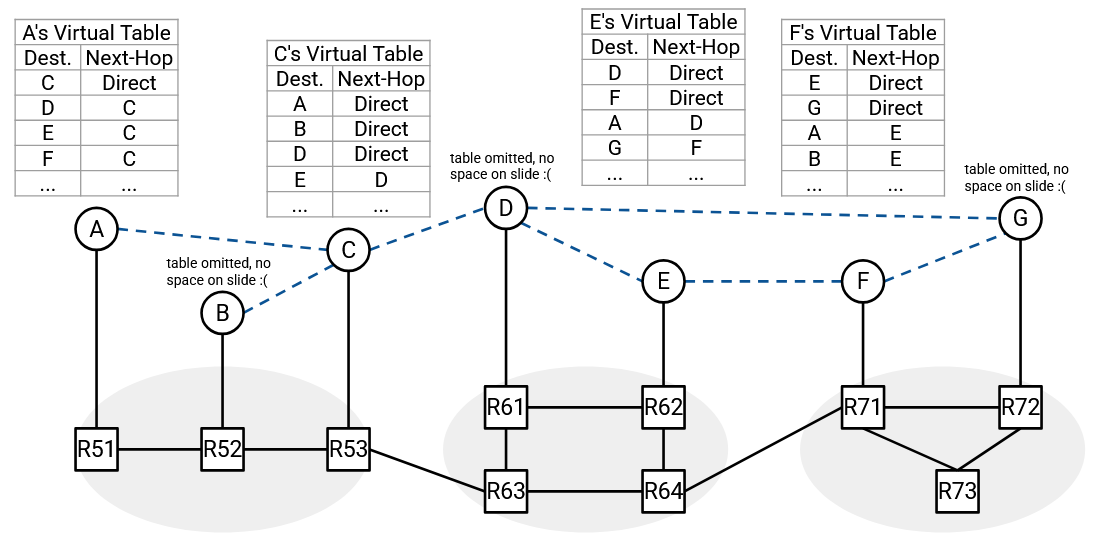 A's Virtual Table
Dest. Next-Hop
C Direct
D C
E C
F C
... ...
C's Virtual Table
Dest. Next-Hop
A Direct
B Direct
D Direct
E D
... ...
E's Virtual Table
Dest. Next-Hop
D Direct
F Direct
A D
G F
... ...
F's Virtual Table
Dest. Next-Hop
E Direct
G Direct
A E
B E
... ...
table omitted, no
space on slide :(
table omitted, no
space on slide :(
table omitted, no
space on slide :(
A
B
C
D
E
F
G
R51
R52
R53
R61
R62
R63
R64
R71
R72
R73